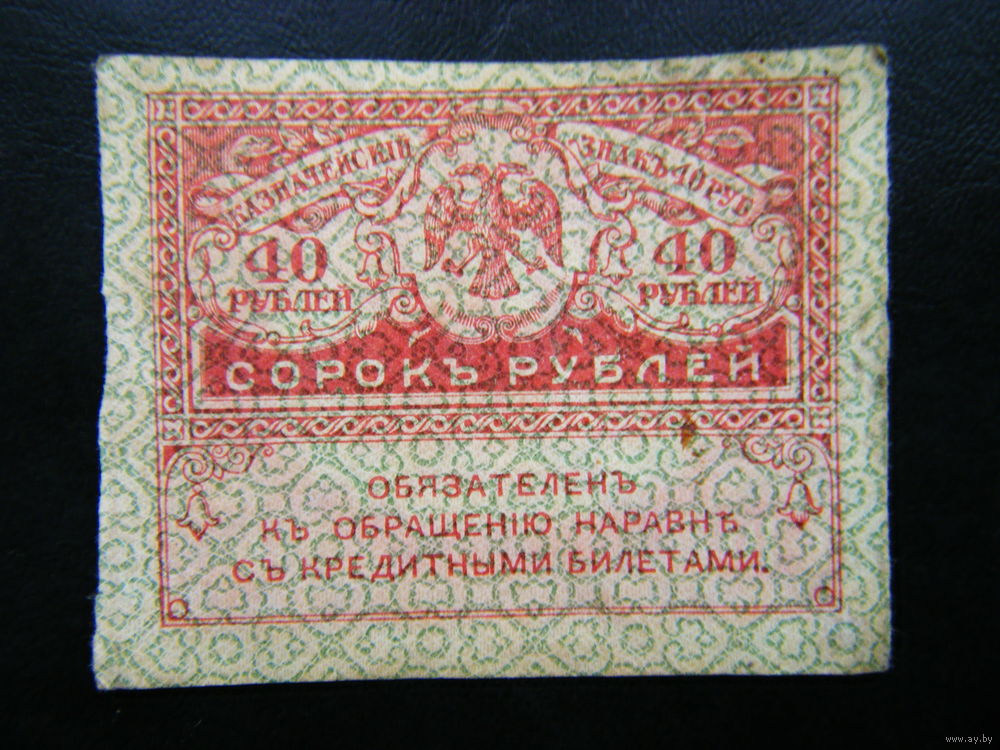 КАЗНАЧЕЙСКІЙ
ЗНАКЪ 40 РУБ
40
РУБЛЕЙ
40
РУБЛЕЙ
СОРОКЪ РУБЛЕЙ
ОБЯЗАТЕЛЕНЪ
КЪ ОБРАЩЕНІЮ НАРАВНѢ
СЪ КРЕДИТНЫМИ БИЛЕТАМИ.
www.ay.by